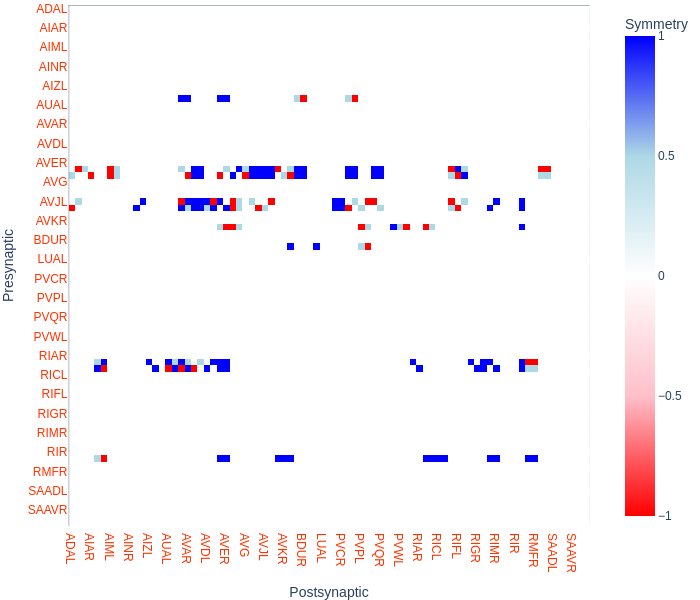 Symmetry
1
0.5
0
−0.5
−1
Presynaptic
ADAL
AIAR
AIML
AINR
AIZL
AUAL
AVAR
AVDL
AVER
AVG
AVJL
AVKR
BDUR
LUAL
PVCR
PVPL
PVQR
PVWL
RIAR
RICL
RIFL
RIGR
RIMR
RIR
RMFR
SAADL
SAAVR
ADAL
AIAR
AIML
AINR
AIZL
AUAL
AVAR
AVDL
AVER
AVG
AVJL
AVKR
BDUR
LUAL
PVCR
PVPL
PVQR
PVWL
RIAR
RICL
RIFL
RIGR
RIMR
RIR
RMFR
SAADL
SAAVR
Postsynaptic